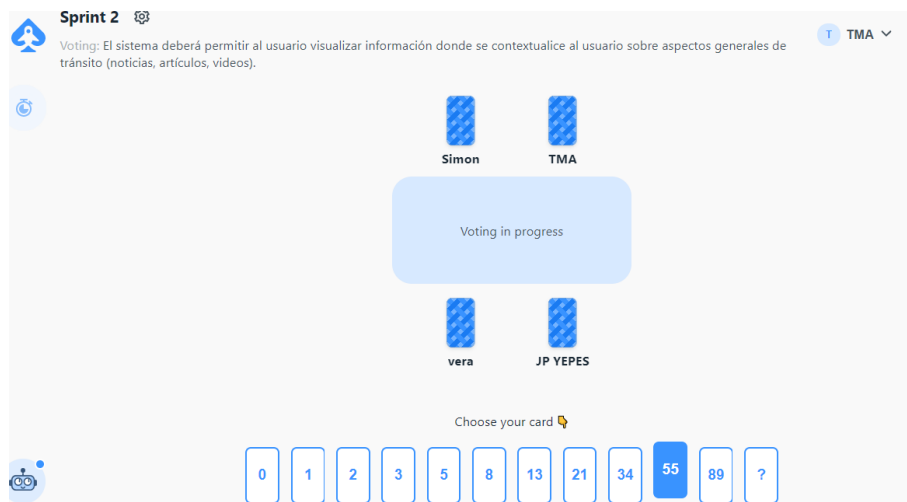 Sprint 2
Voting: El sistema deberá permitir al usuario visualizar información donde se contextualice al usuario sobre aspectos generales de
tránsito (noticias, artículos, videos).
T TMA
Simon TMA
Voting in progress
vera JP YEPES
Choose your card 👇
0 1 2 3 5 8 13 21 34 55 89 ?